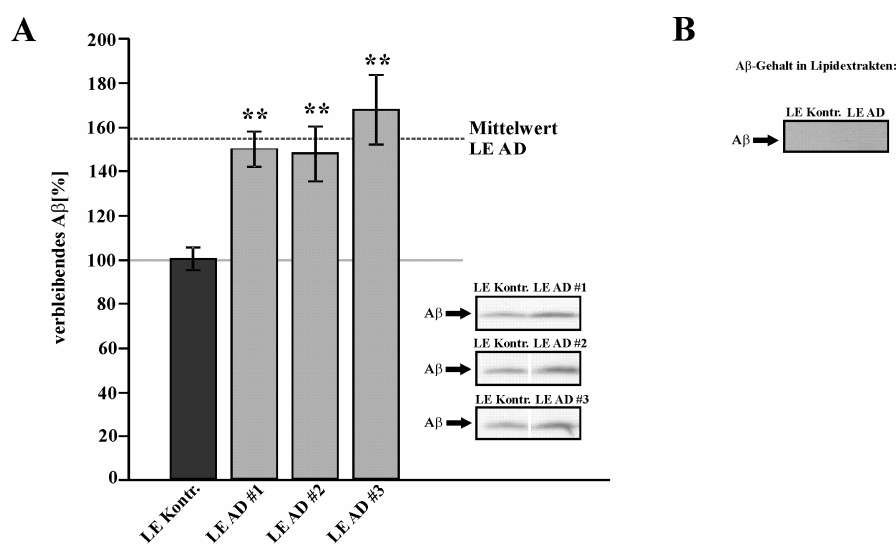 A
verbleibendes Aβ[%]
200
180
160
140
120
100
80
60
40
20
0
** ** **
Mittelwert
LE AD
LE Kontr.
LE AD #1
LE AD #2
LE AD #3
LE Kontr. LE AD #1
Aβ
LE Kontr. LE AD #2
Aβ
LE Kontr. LE AD #3
Aβ
B
Aβ-Gehalt in Lipidextrakten:
LE Kontr. LE AD
Aβ